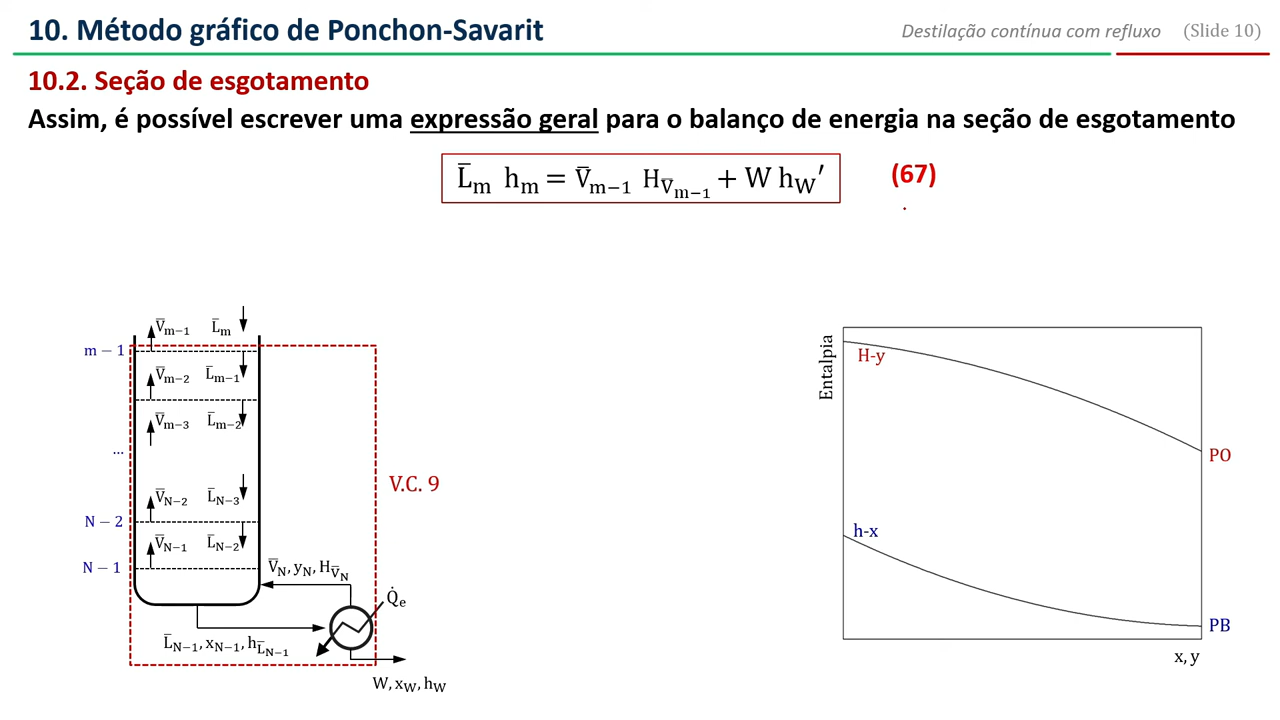 10. Método gráfico de Ponchon-Savarit
Destilação contínua com refluxo (Slide 10)
10.2. Seção de esgotamento
Assim, é possível escrever uma expressão geral para o balanço de energia na seção de esgotamento
L̅m hm = V̅m−1 HV̅m−1 + W hW′ (67)
V̅m−1 L̅m
m − 1
V̅m−2 L̅m−1
V̅m−3 L̅m−2
...
V̅N−2 L̅N−3
N − 2
V̅N−1 L̅N−2
N − 1
V̅N, yN, HV̅N
Q̇e
L̅N−1, xN−1, hL̅N−1
W, xW, hW
V.C. 9
Entalpia
H-y
PO
h-x
PB
x, y